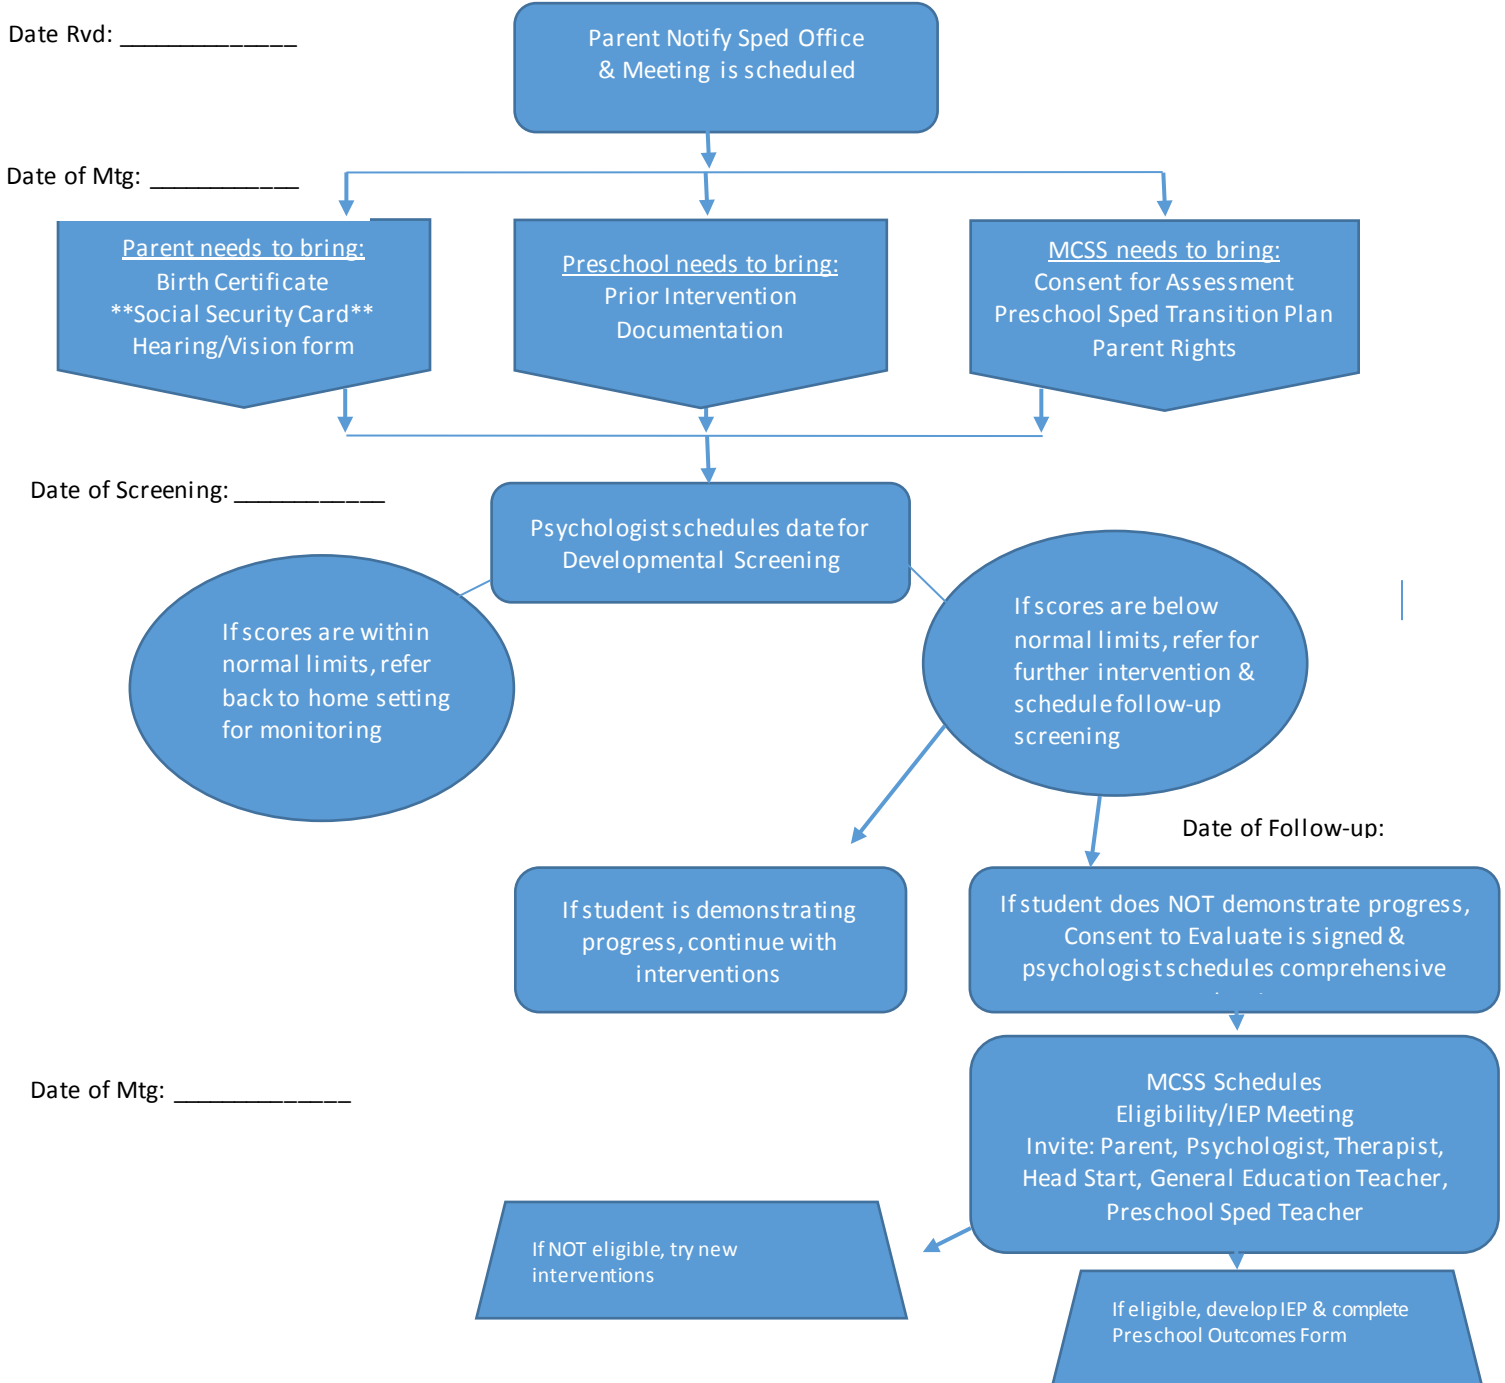 Date Rvd: ______________
Parent Notify Sped Office
& Meeting is scheduled
Date of Mtg: ____________
Parent needs to bring:
Birth Certificate
**Social Security Card**
Hearing/Vision form
Preschool needs to bring:
Prior Intervention
Documentation
MCSS needs to bring:
Consent for Assessment
Preschool Sped Transition Plan
Parent Rights
Date of Screening: ____________
Psychologist schedules date for
Developmental Screening
If scores are within
normal limits, refer
back to home setting
for monitoring
If scores are below
normal limits, refer for
further intervention &
schedule follow-up
screening
Date of Follow-up:
If student is demonstrating
progress, continue with
interventions
If student does NOT demonstrate progress,
Consent to Evaluate is signed &
psychologist schedules comprehensive
Date of Mtg: ______________
MCSS Schedules
Eligibility/IEP Meeting
Invite: Parent, Psychologist, Therapist,
Head Start, General Education Teacher,
Preschool Sped Teacher
If NOT eligible, try new
interventions
If eligible, develop IEP & complete
Preschool Outcomes Form